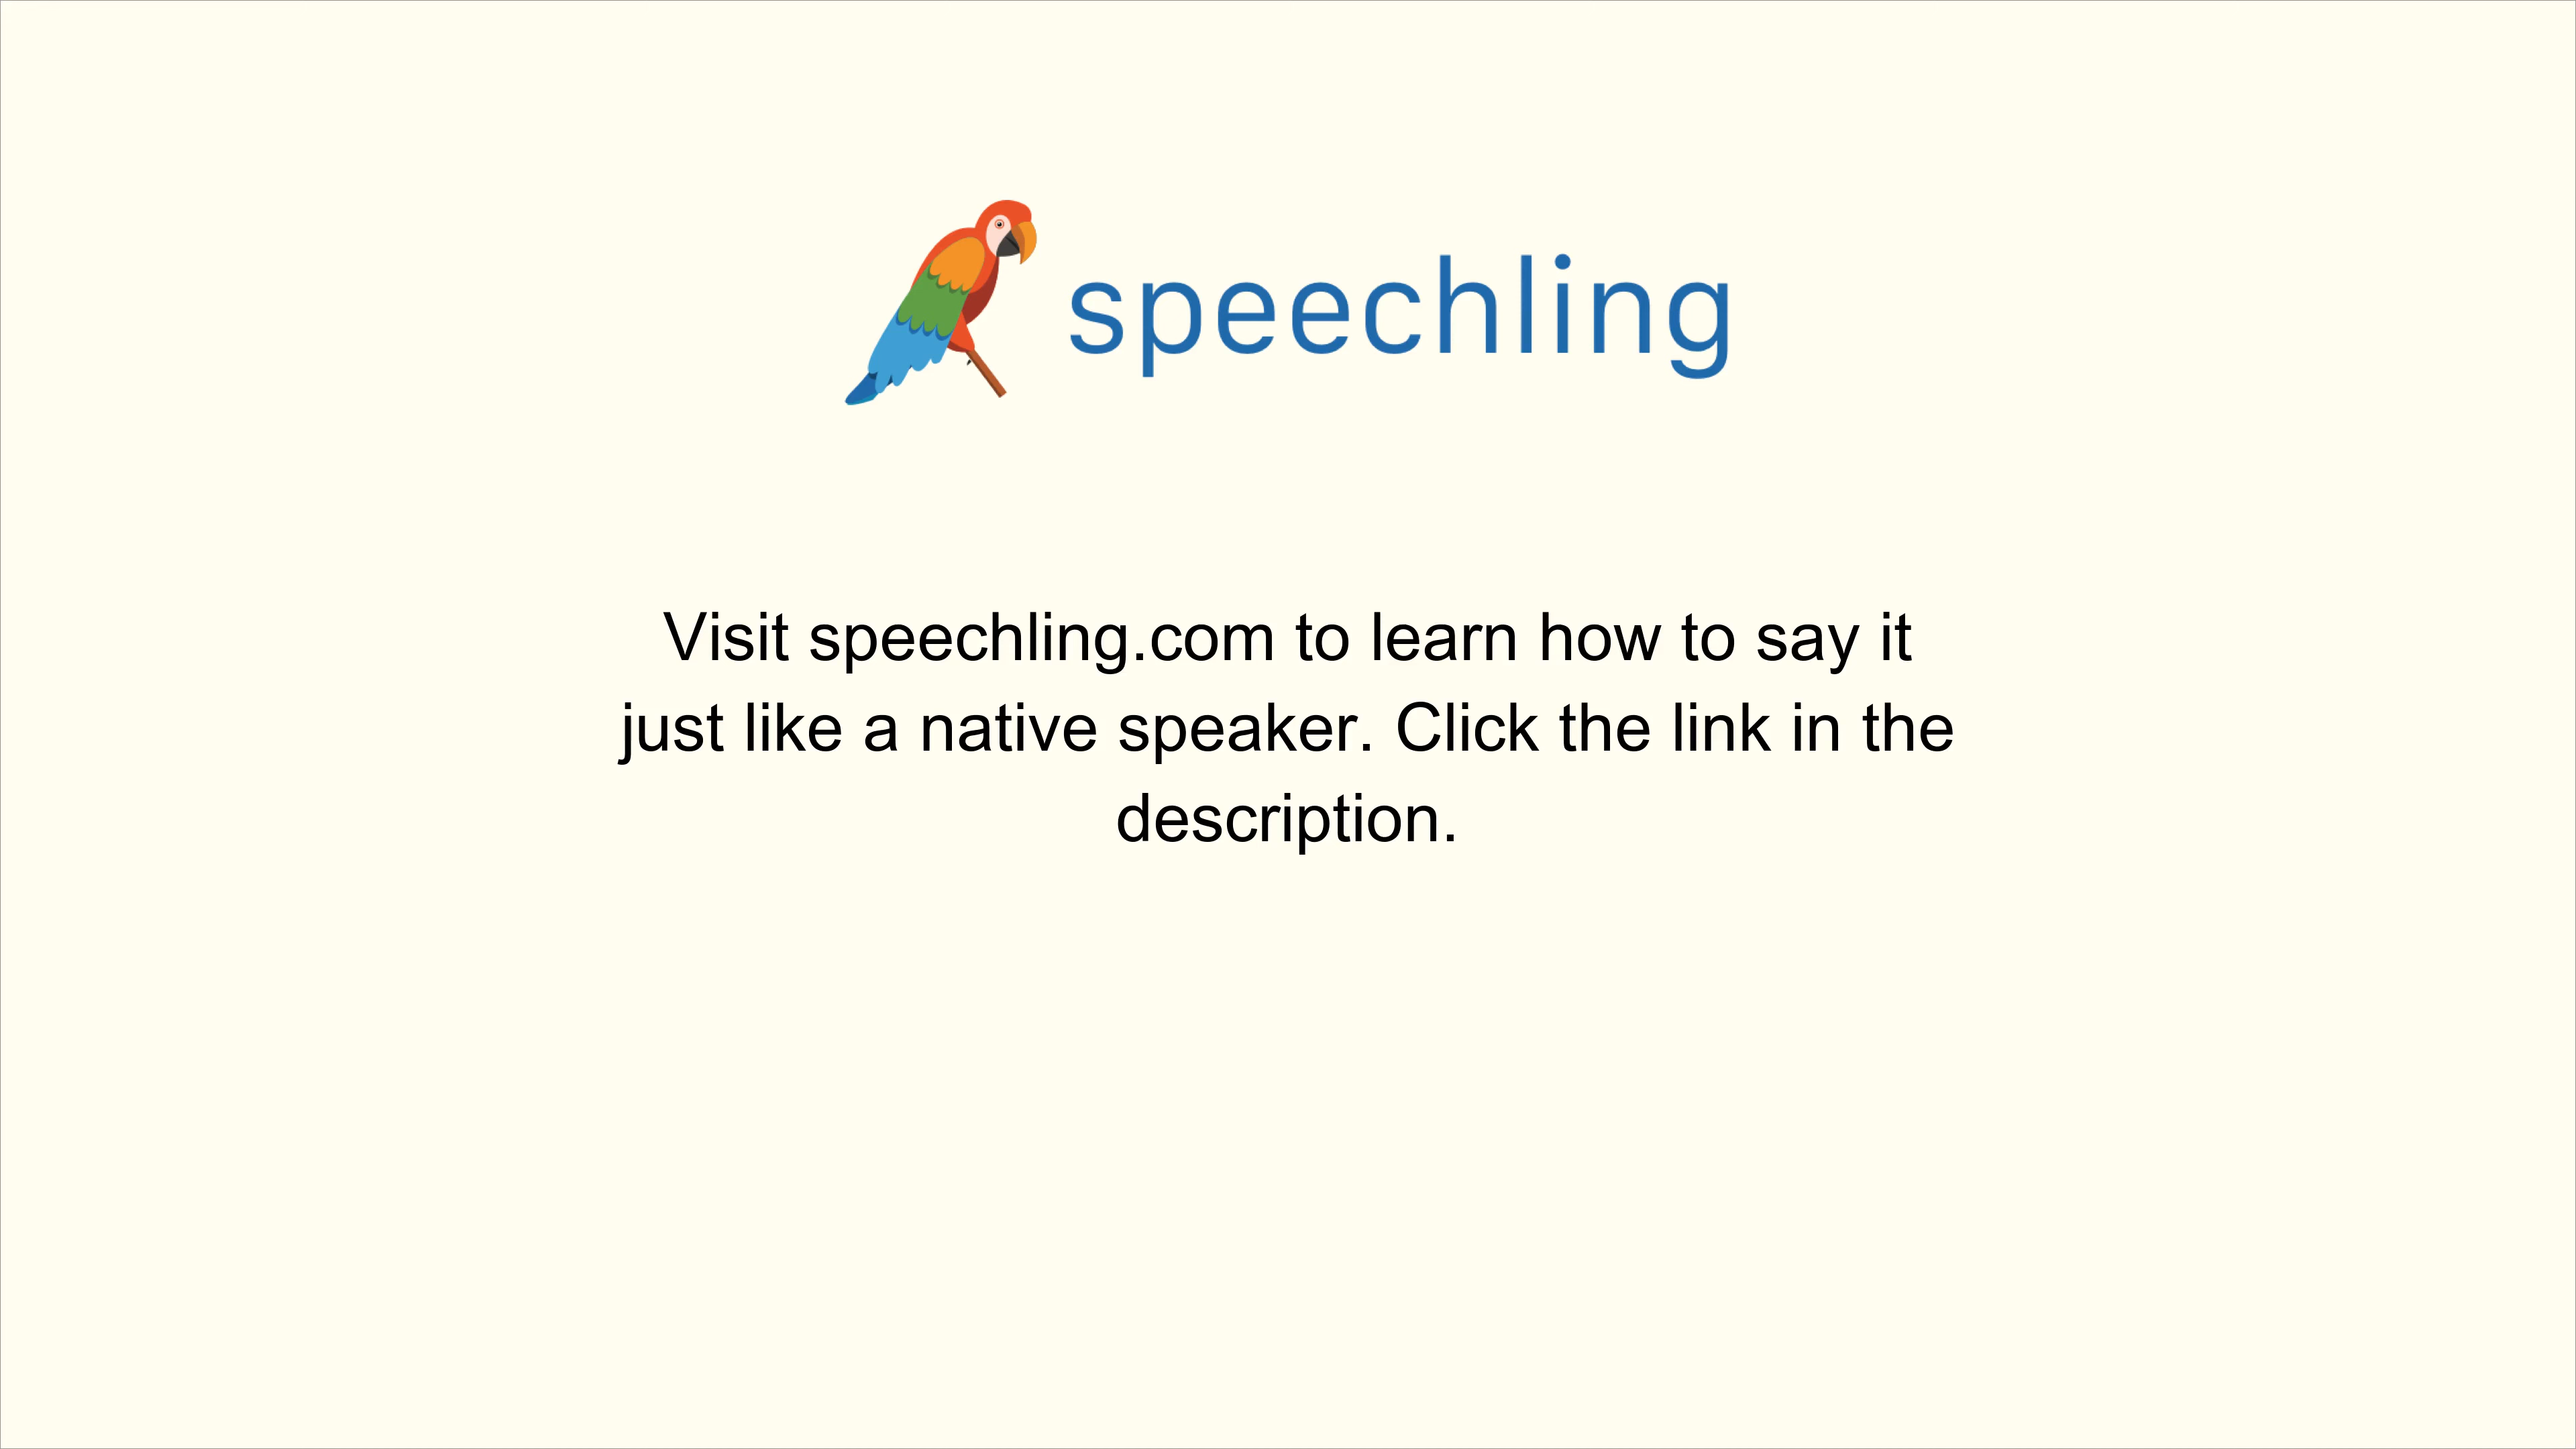 speechling
Visit speechling.com to learn how to say it
just like a native speaker. Click the link in the
description.